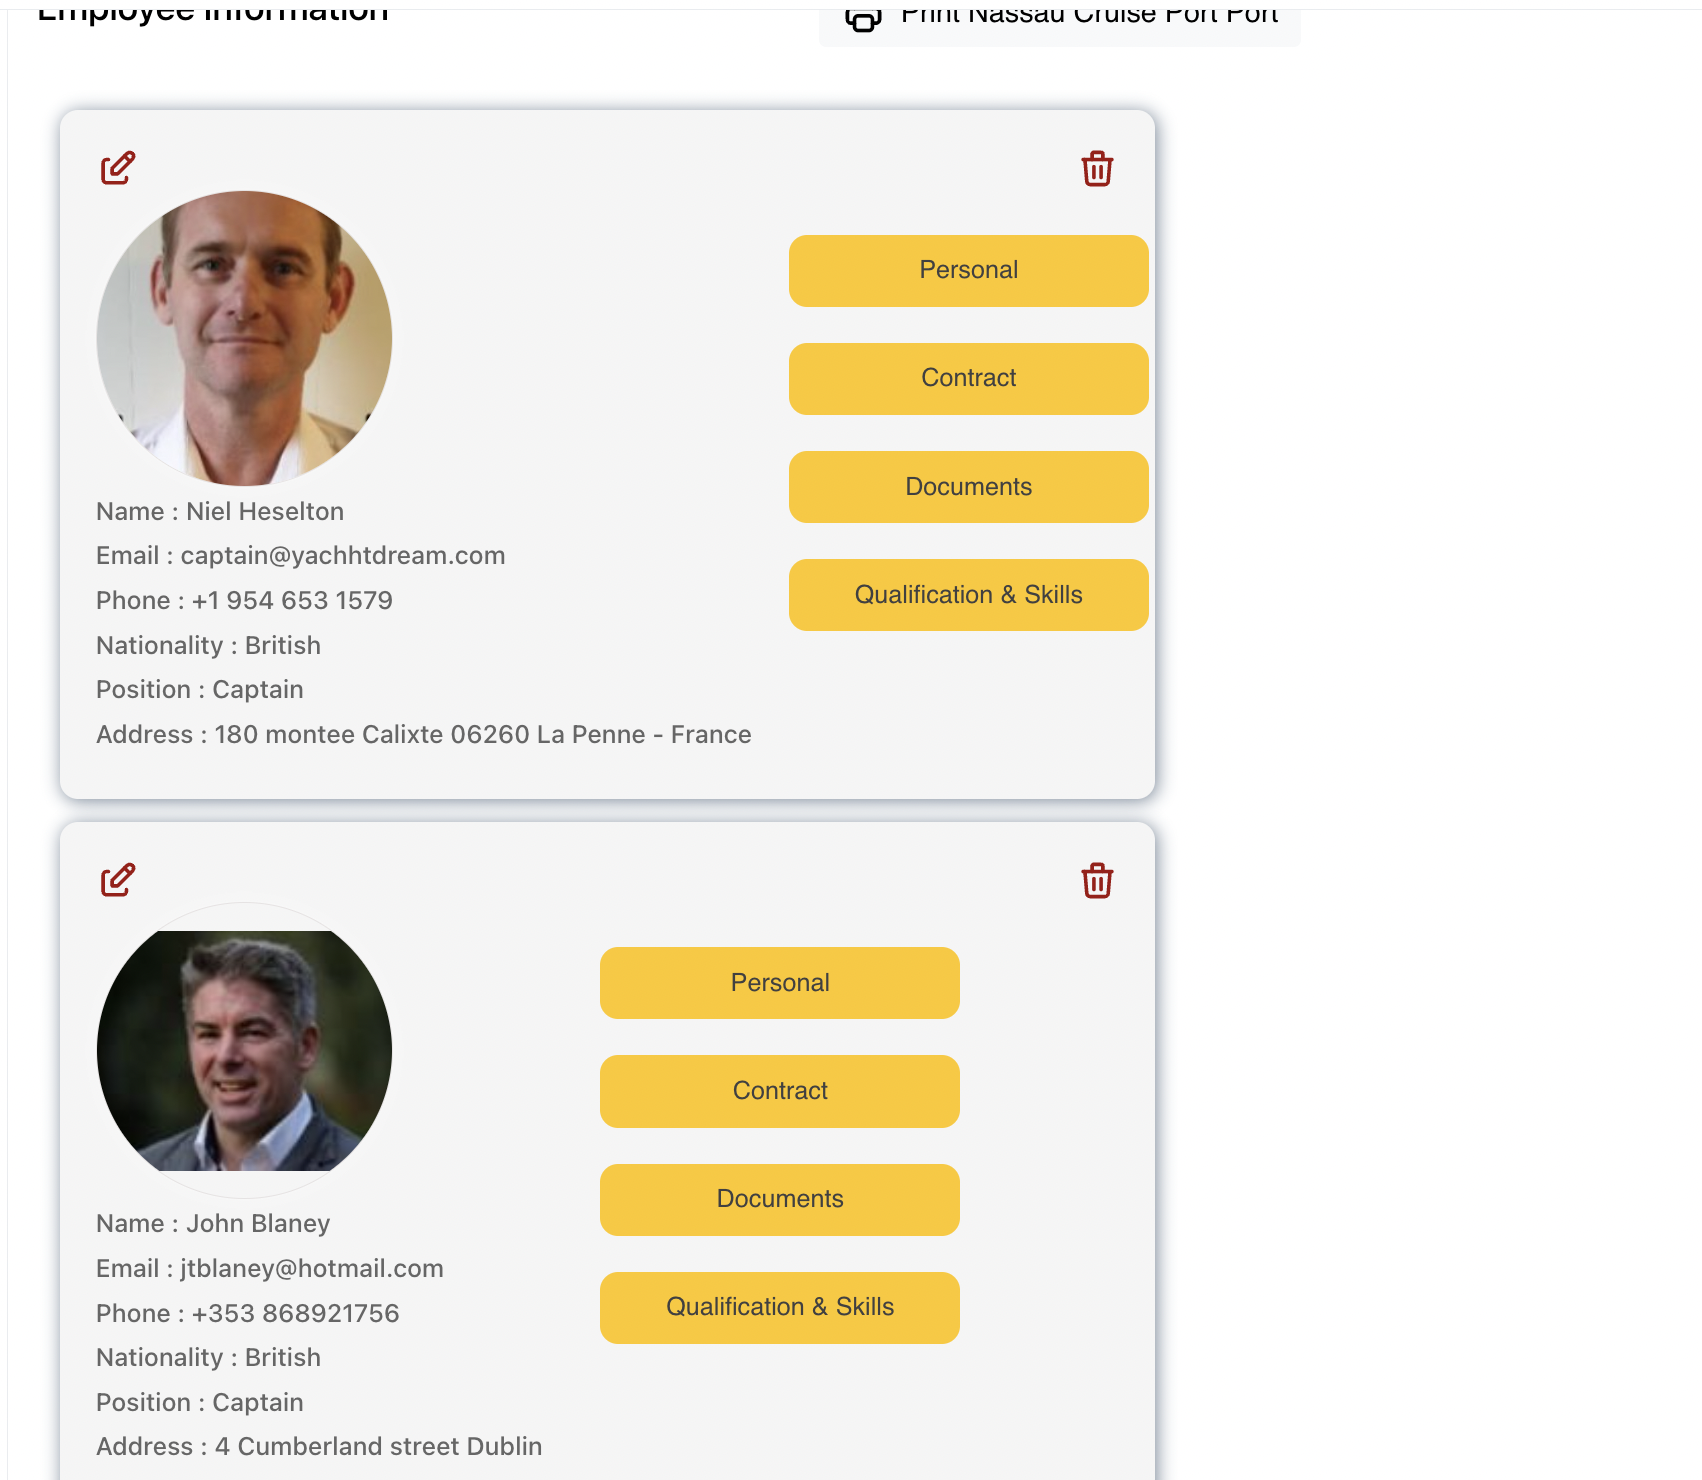 Employee Information
Print Nassau Cruise Port Port
Personal
Contract
Documents
Qualification & Skills
Name : Niel Heselton
Email : captain@yachhtdream.com
Phone : +1 954 653 1579
Nationality : British
Position : Captain
Address : 180 montee Calixte 06260 La Penne - France
Personal
Contract
Documents
Qualification & Skills
Name : John Blaney
Email : jtblaney@hotmail.com
Phone : +353 868921756
Nationality : British
Position : Captain
Address : 4 Cumberland street Dublin